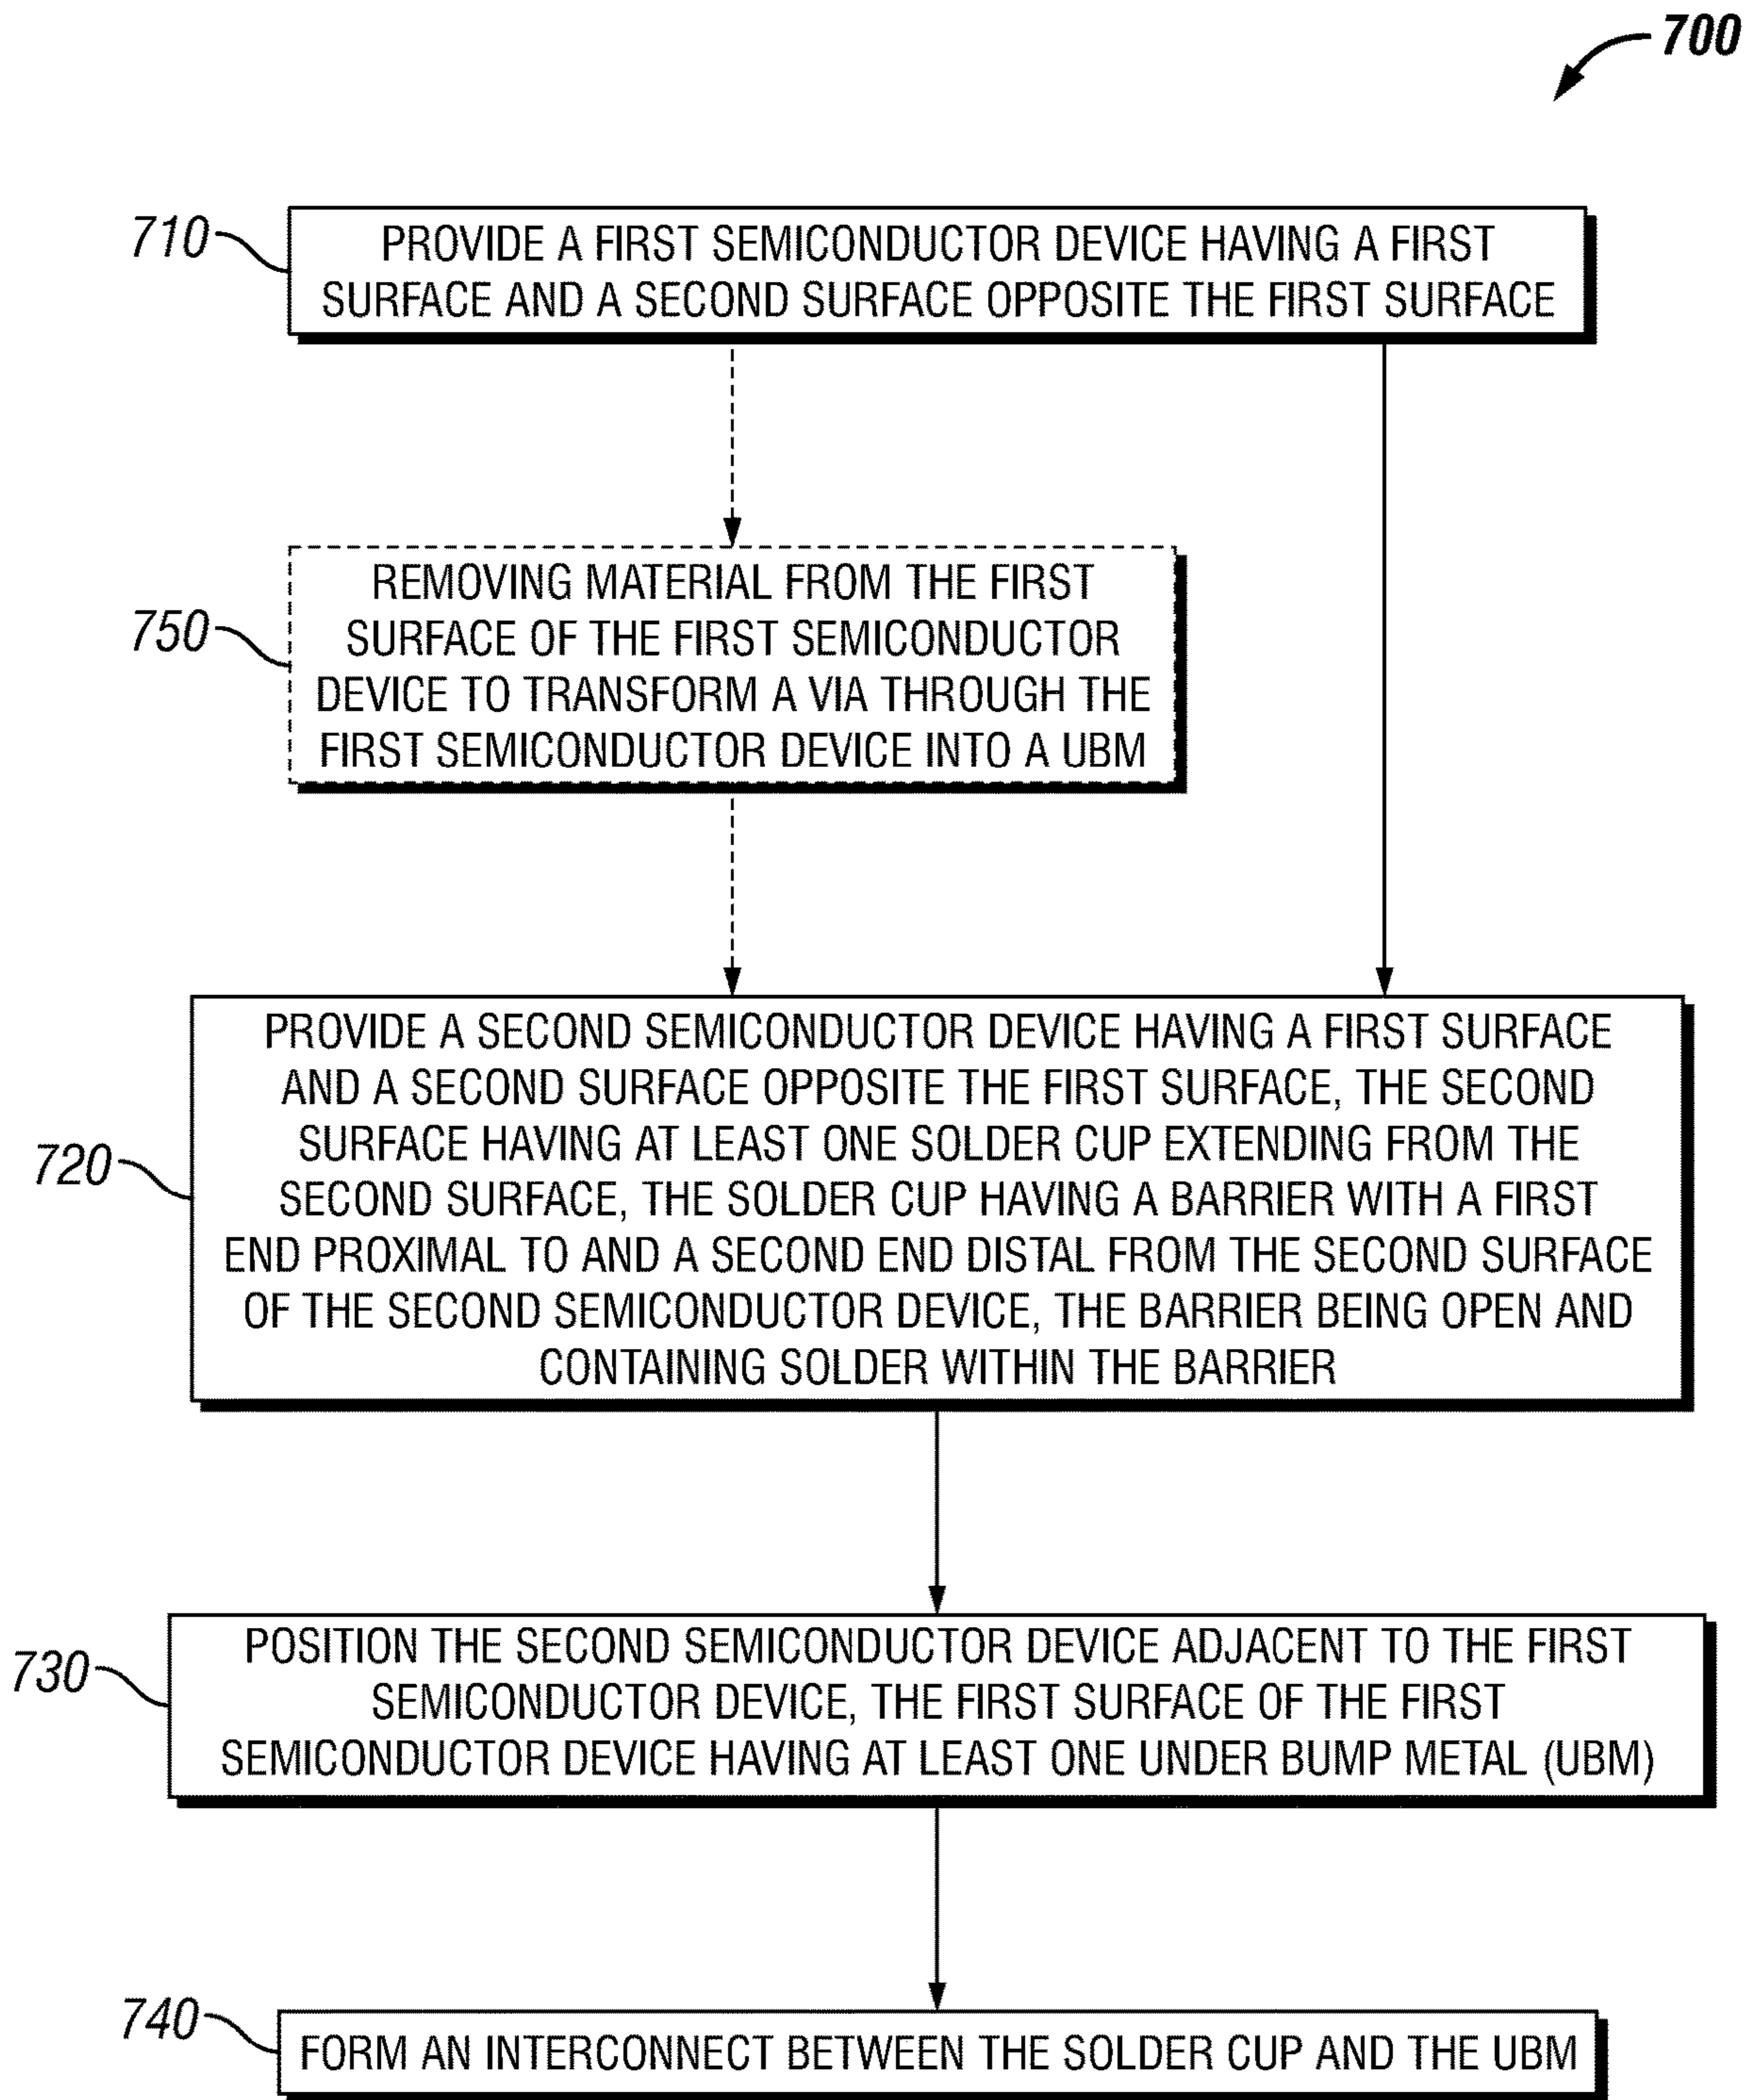 700
710
PROVIDE A FIRST SEMICONDUCTOR DEVICE HAVING A FIRST
SURFACE AND A SECOND SURFACE OPPOSITE THE FIRST SURFACE
750
REMOVING MATERIAL FROM THE FIRST
SURFACE OF THE FIRST SEMICONDUCTOR
DEVICE TO TRANSFORM A VIA THROUGH THE
FIRST SEMICONDUCTOR DEVICE INTO A UBM
720
PROVIDE A SECOND SEMICONDUCTOR DEVICE HAVING A FIRST SURFACE
AND A SECOND SURFACE OPPOSITE THE FIRST SURFACE, THE SECOND
SURFACE HAVING AT LEAST ONE SOLDER CUP EXTENDING FROM THE
SECOND SURFACE, THE SOLDER CUP HAVING A BARRIER WITH A FIRST
END PROXIMAL TO AND A SECOND END DISTAL FROM THE SECOND SURFACE
OF THE SECOND SEMICONDUCTOR DEVICE, THE BARRIER BEING OPEN AND
CONTAINING SOLDER WITHIN THE BARRIER
730
POSITION THE SECOND SEMICONDUCTOR DEVICE ADJACENT TO THE FIRST
SEMICONDUCTOR DEVICE, THE FIRST SURFACE OF THE FIRST
SEMICONDUCTOR DEVICE HAVING AT LEAST ONE UNDER BUMP METAL (UBM)
740
FORM AN INTERCONNECT BETWEEN THE SOLDER CUP AND THE UBM